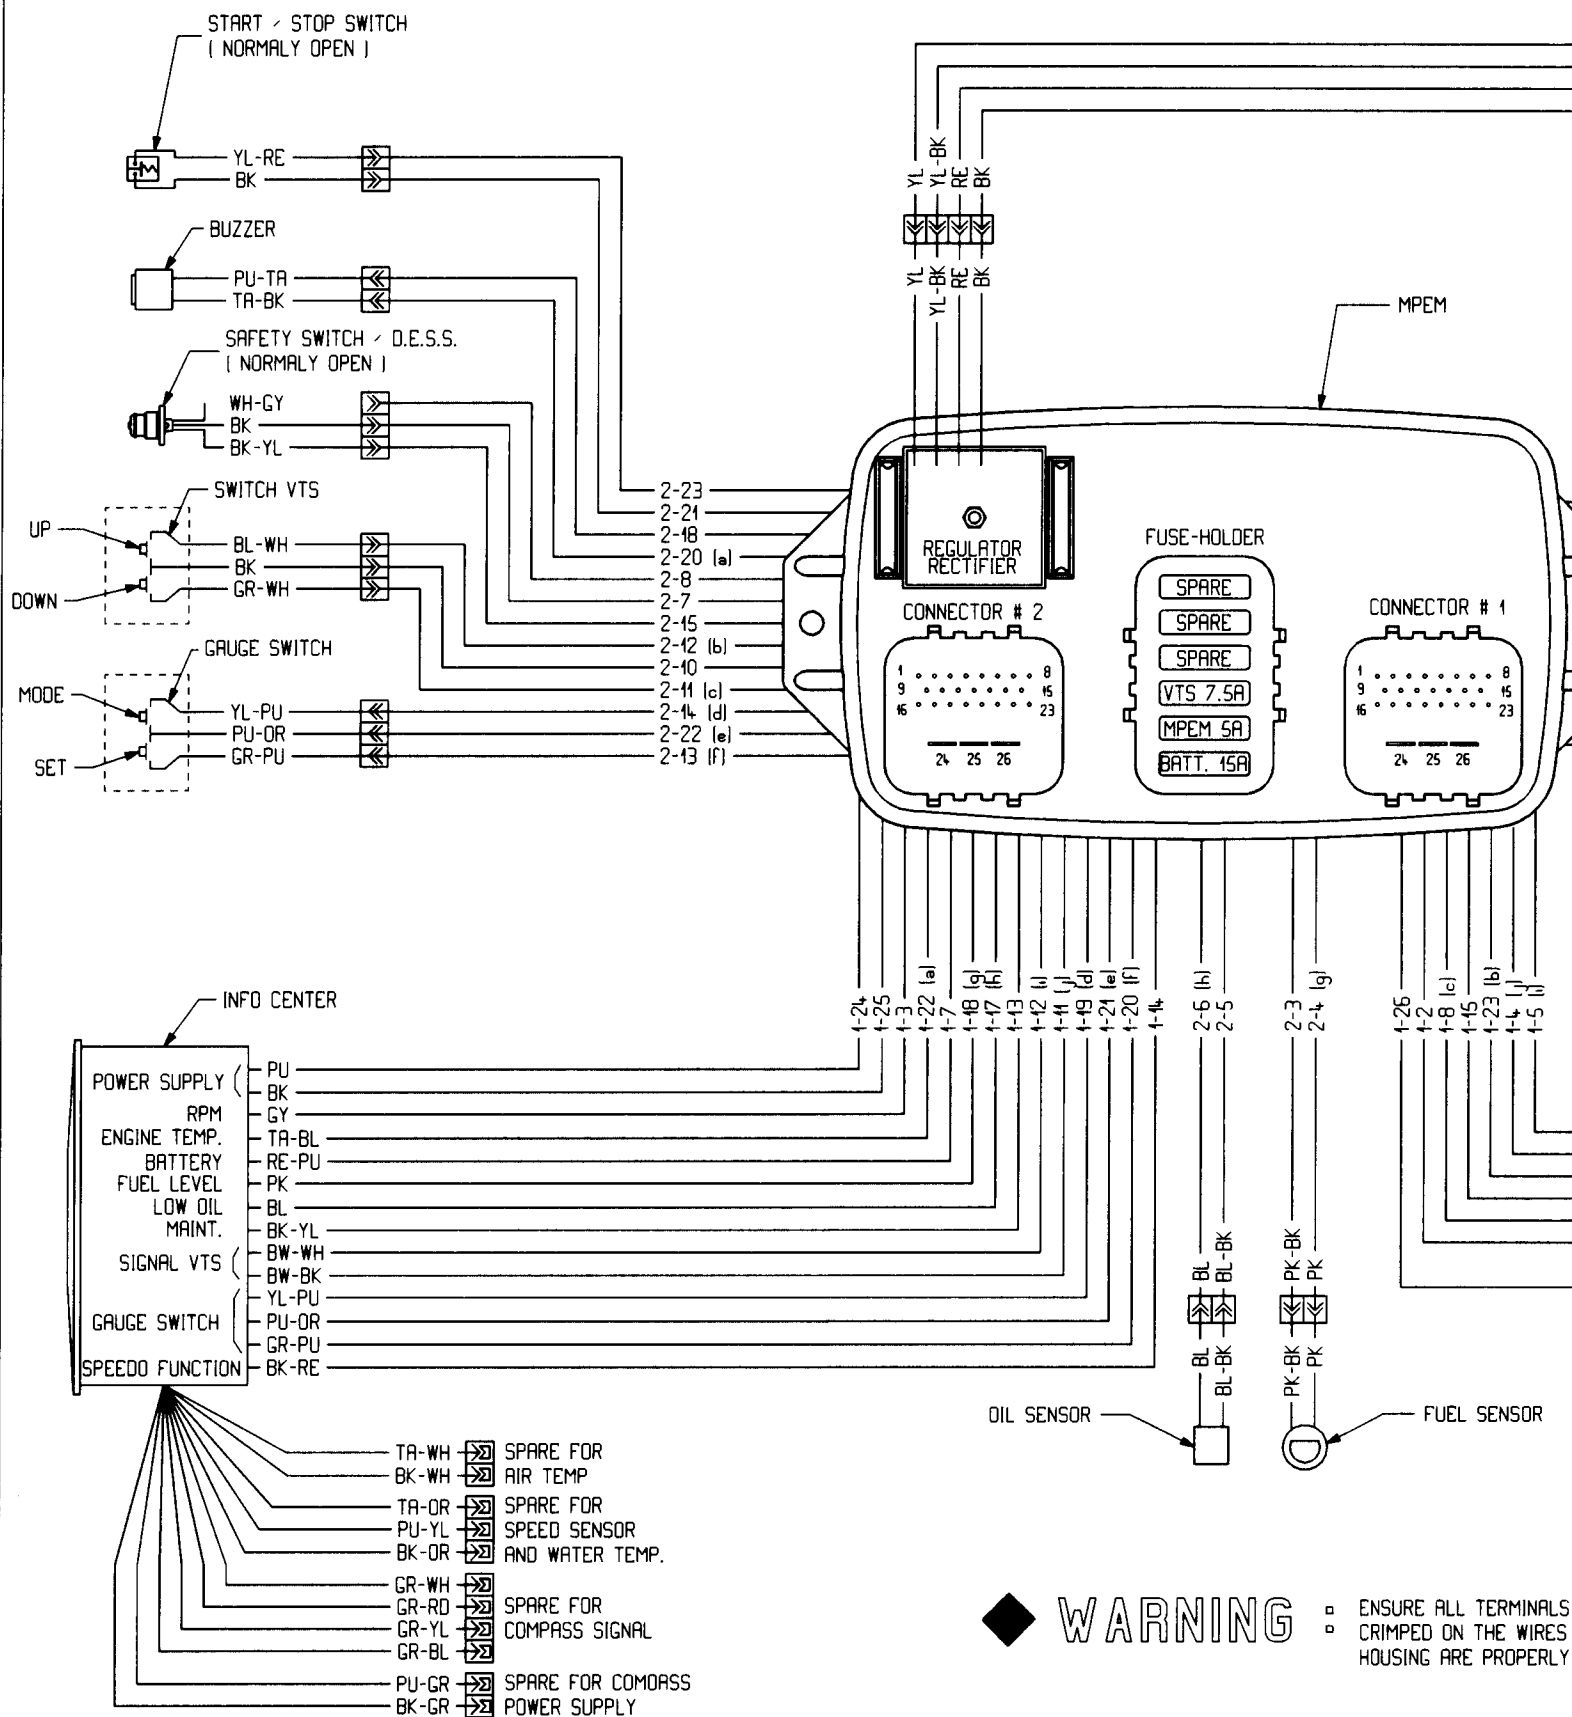 START / STOP SWITCH
( NORMALY OPEN )
YL-RE
BK
BUZZER
PU-TA
TA-BK
SAFETY SWITCH / D.E.S.S.
( NORMALY OPEN )
WH-GY
BK
BK-YL
SWITCH VTS
UP
DOWN
BL-WH
BK
GR-WH
GAUGE SWITCH
MODE
SET
YL-PU
PU-OR
GR-PU
2-23
2-21
2-18
2-20 (a)
2-8
2-7
2-15
2-12 (b)
2-10
2-11 (c)
2-14 (d)
2-22 (e)
2-13 (f)
YL
YL-BK
RE
BK
YL
YL-BK
RE
BK
MPEM
REGULATOR
RECTIFIER
CONNECTOR # 2
1 8
9 15
16 23
24 25 26
FUSE-HOLDER
SPARE
SPARE
SPARE
VTS 7.5A
MPEM 5A
BATT. 15A
CONNECTOR # 1
1 8
9 15
16 23
24 25 26
1-24
1-25
1-3
1-22 (a)
1-7
1-18 (g)
1-17 (h)
1-13
1-12 (i)
1-11 (j)
1-19 (d)
1-21 (e)
1-20 (f)
1-14
2-6 (h)
2-5
2-3
2-4 (g)
1-26
1-2
1-8 (c)
1-15
1-23 (b)
1-4 (j)
1-5 (i)
INFO CENTER
POWER SUPPLY
PU
BK
RPM GY
ENGINE TEMP. TA-BL
BATTERY RE-PU
FUEL LEVEL PK
LOW OIL BL
MAINT. BK-YL
SIGNAL VTS
BW-WH
BW-BK
GAUGE SWITCH
YL-PU
PU-OR
GR-PU
SPEEDO FUNCTION BK-RE
BL
BL-BK
PK-BK
PK
BL
BL-BK
PK-BK
PK
OIL SENSOR
FUEL SENSOR
TA-WH SPARE FOR
BK-WH AIR TEMP
TA-OR SPARE FOR
PU-YL SPEED SENSOR
BK-OR AND WATER TEMP.
GR-WH
GR-RD SPARE FOR
GR-YL COMPASS SIGNAL
GR-BL
PU-GR SPARE FOR COMOASS
BK-GR POWER SUPPLY
WARNING
: ENSURE ALL TERMINALS
CRIMPED ON THE WIRES
HOUSING ARE PROPERLY